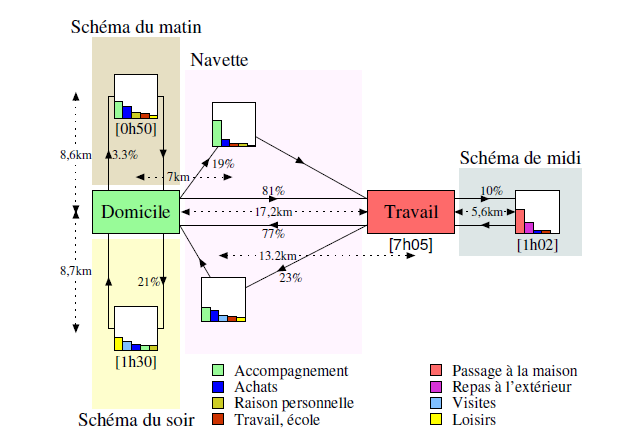 Schéma du matin
Navette
[0h50]
8,6km
3.3%
19%
7km
Schéma de midi
81%
10%
Domicile
17,2km
Travail
5,6km
77%
[7h05]
[1h02]
13.2km
8,7km
21%
23%
[1h30]
Schéma du soir
Accompagnement
Achats
Raison personnelle
Travail, école
Passage à la maison
Repas à l'extérieur
Visites
Loisirs